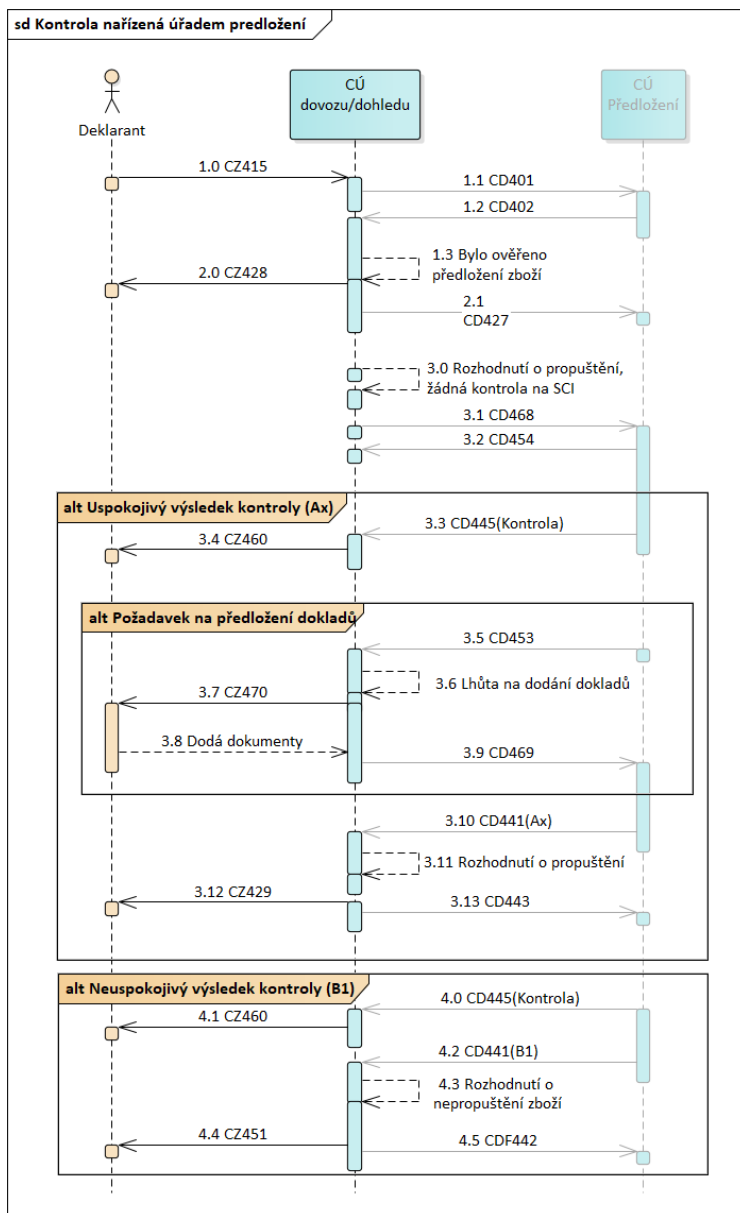 sd Kontrola nařízená úřadem predložení
Deklarant
CÚ
dovozu/dohledu
CÚ
Předložení
1.0 CZ415
1.1 CD401
1.2 CD402
1.3 Bylo ověřeno
předložení zboží
2.0 CZ428
2.1
CD427
3.0 Rozhodnutí o propuštění,
žádná kontrola na SCI
3.1 CD468
3.2 CD454
alt Uspokojivý výsledek kontroly (Ax)
3.3 CD445(Kontrola)
3.4 CZ460
alt Požadavek na předložení dokladů
3.5 CD453
3.6 Lhůta na dodání dokladů
3.7 CZ470
3.8 Dodá dokumenty
3.9 CD469
3.10 CD441(Ax)
3.11 Rozhodnutí o propuštění
3.12 CZ429
3.13 CD443
alt Neuspokojivý výsledek kontroly (B1)
4.0 CD445(Kontrola)
4.1 CZ460
4.2 CD441(B1)
4.3 Rozhodnutí o
nepropuštění zboží
4.4 CZ451
4.5 CDF442